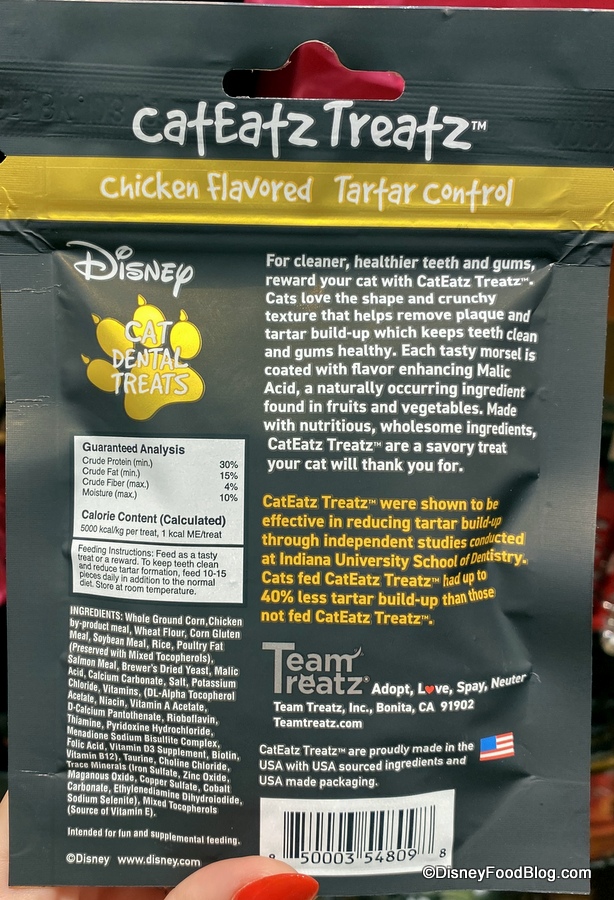 CatEatz Treatz™
Chicken Flavored Tartar Control
Disney
CAT
DENTAL
TREATS
Guaranteed Analysis
Crude Protein (min.) 30%
Crude Fat (min.) 15%
Crude Fiber (max.) 4%
Moisture (max.) 10%
Calorie Content (Calculated)
5000 kcal/kg per treat, 1 kcal ME/treat
Feeding Instructions: Feed as a tasty
treat or a reward. To keep teeth clean
and reduce tartar formation, feed 10-15
pieces daily in addition to the normal
diet. Store at room temperature.
INGREDIENTS: Whole Ground Corn, Chicken
by-product meal, Wheat Flour, Corn Gluten
Meal, Soybean Meal, Rice, Poultry Fat
(Preserved with Mixed Tocopherols),
Salmon Meal, Brewer's Dried Yeast, Malic
Acid, Calcium Carbonate, Salt, Potassium
Chloride, Vitamins, (DL-Alpha Tocopherol
Acetate, Niacin, Vitamin A Acetate,
D-Calcium Pantothenate, Rioboflavin,
Thiamine, Pyridoxine Hydrochloride,
Menadione Sodium Bisulfite Complex,
Folic Acid, Vitamin D3 Supplement, Biotin,
Vitamin B12), Taurine, Choline Chloride,
Trace Minerals (Iron Sulfate, Zinc Oxide,
Maganous Oxide, Copper Sulfate, Cobalt
Carbonate, Ethylenediamine Dihydroiodide,
Sodium Selenite), Mixed Tocopherols
(Source of Vitamin E).
Intended for fun and supplemental feeding.
©Disney www.disney.com
For cleaner, healthier teeth and gums,
reward your cat with CatEatz Treatz™.
Cats love the shape and crunchy
texture that helps remove plaque and
tartar build-up which keeps teeth clean
and gums healthy. Each tasty morsel is
coated with flavor enhancing Malic
Acid, a naturally occurring ingredient
found in fruits and vegetables. Made
with nutritious, wholesome ingredients,
CatEatz Treatz™ are a savory treat
your cat will thank you for.
CatEatz Treatz™ were shown to be
effective in reducing tartar build-up
through independent studies conducted
at Indiana University School of Dentistry.
Cats fed CatEatz Treatz™ had up to
40% less tartar build-up than those
not fed CatEatz Treatz™.
Team
Treatz® Adopt, L♥ve, Spay, Neuter
Team Treatz, Inc., Bonita, CA 91902
Teamtreatz.com
CatEatz Treatz™ are proudly made in the
USA with USA sourced ingredients and
USA made packaging.
8 50003 54809 8
©DisneyFoodBlog.com